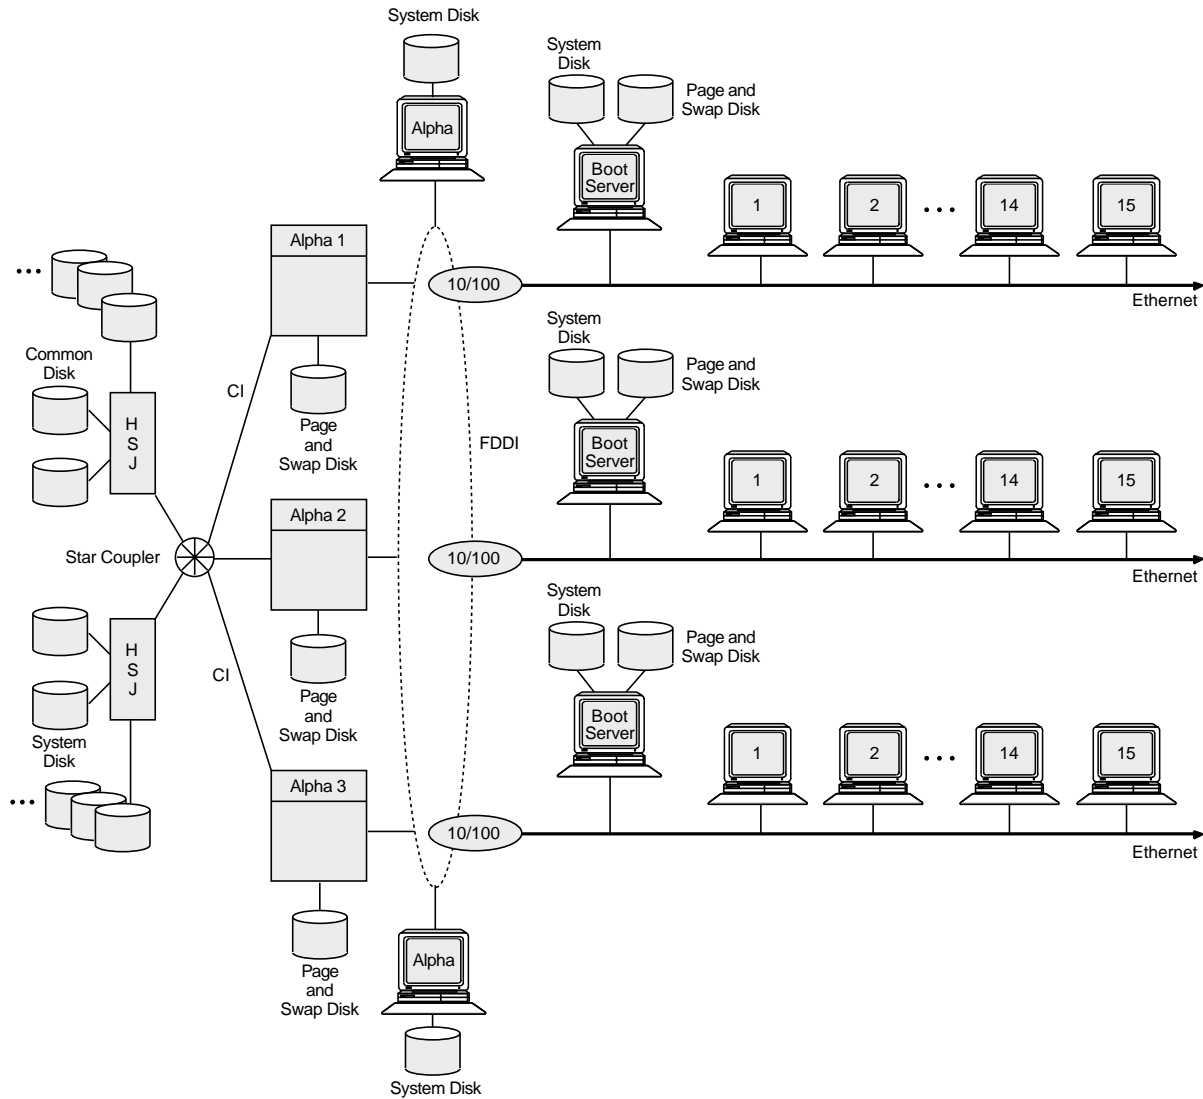 System Disk
Alpha
System
Disk
Page and
Swap Disk
Boot
Server
1
2
• • •
14
15
Alpha 1
10/100
Ethernet
• • •
Common
Disk
H
S
J
CI
Page
and
Swap Disk
FDDI
System
Disk
Page and
Swap Disk
Boot
Server
1
2
• • •
14
15
Alpha 2
Star Coupler
10/100
Ethernet
H
S
J
CI
System
Disk
• • •
Page
and
Swap Disk
System
Disk
Page and
Swap Disk
Boot
Server
1
2
• • •
14
15
Alpha 3
10/100
Ethernet
Page
and
Swap Disk
Alpha
System Disk